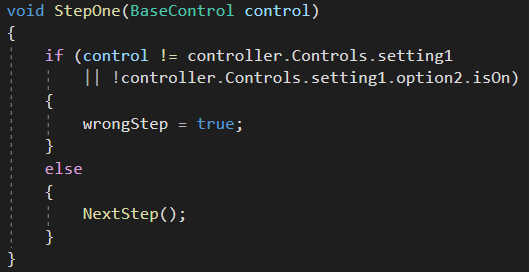 void StepOne(BaseControl control)
{
    if (control != controller.Controls.setting1
        || !controller.Controls.setting1.option2.isOn)
    {
        wrongStep = true;
    }
    else
    {
        NextStep();
    }
}